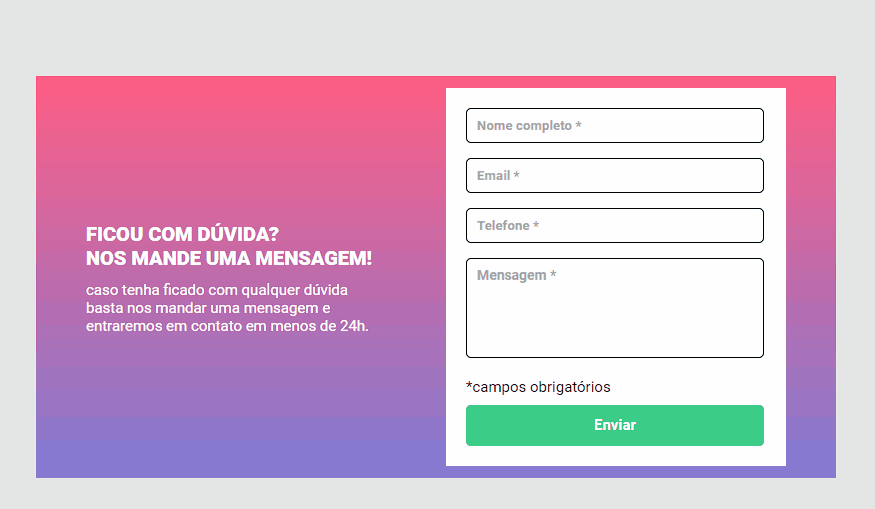 FICOU COM DÚVIDA?
NOS MANDE UMA MENSAGEM!
caso tenha ficado com qualquer dúvida
basta nos mandar uma mensagem e
entraremos em contato em menos de 24h.
Nome completo *
Email *
Telefone *
Mensagem *
*campos obrigatórios
Enviar